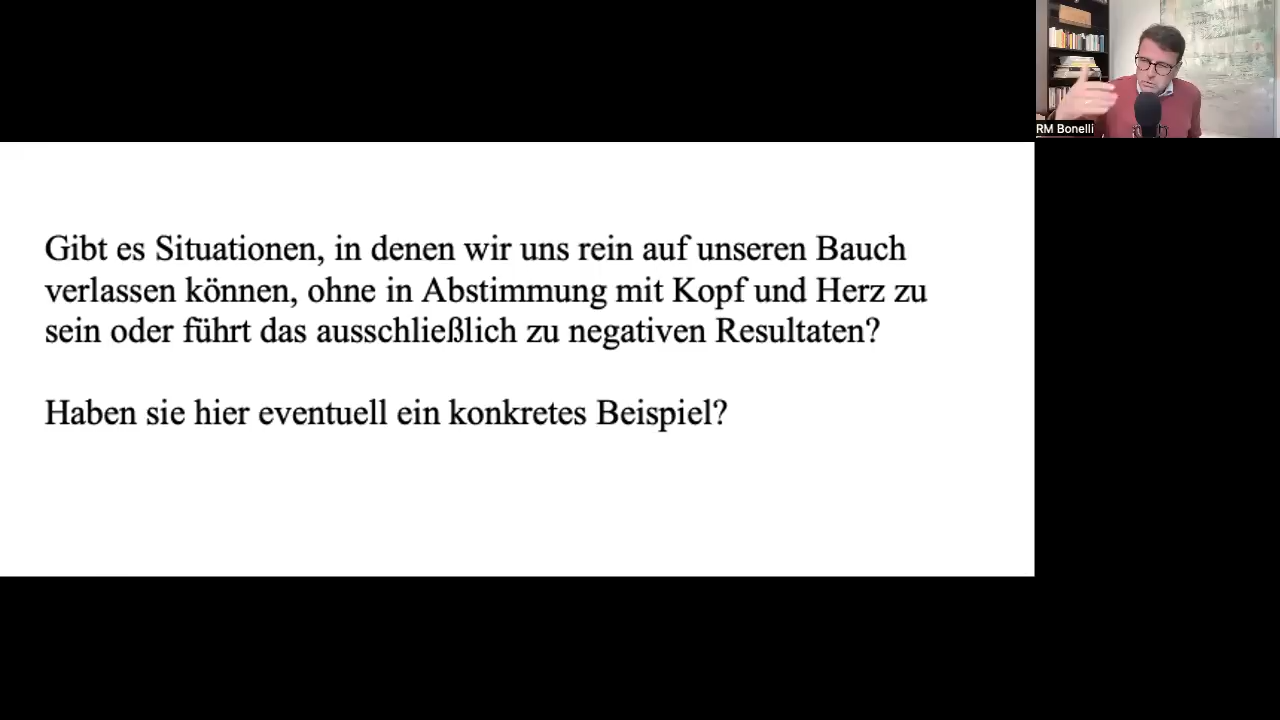 RM Bonelli
Gibt es Situationen, in denen wir uns rein auf unseren Bauch
verlassen können, ohne in Abstimmung mit Kopf und Herz zu
sein oder führt das ausschließlich zu negativen Resultaten?
Haben sie hier eventuell ein konkretes Beispiel?